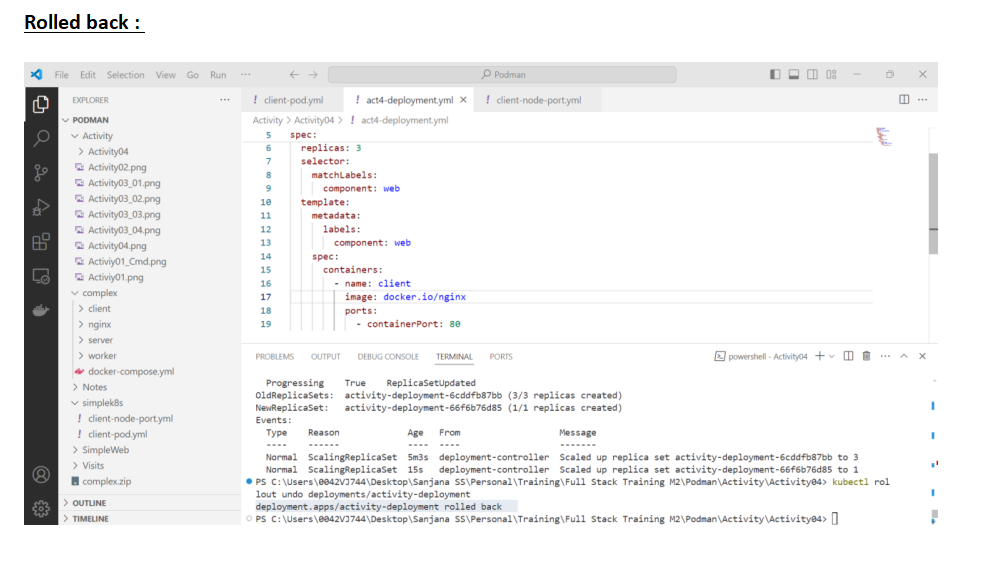 Rolled back :
File Edit Selection View Go Run ··· Podman
EXPLORER ···
PODMAN
Activity
Activity04
Activity02.png
Activity03_01.png
Activity03_02.png
Activity03_03.png
Activity03_04.png
Activity04.png
Activiy01_Cmd.png
Activiy01.png
complex
client
nginx
server
worker
docker-compose.yml
Notes
simplek8s
client-node-port.yml
client-pod.yml
SimpleWeb
Visits
complex.zip
OUTLINE
TIMELINE
! client-pod.yml ! act4-deployment.yml ! client-node-port.yml
Activity > Activity04 > ! act4-deployment.yml
5 spec:
6 replicas: 3
7 selector:
8 matchLabels:
9 component: web
10 template:
11 metadata:
12 labels:
13 component: web
14 spec:
15 containers:
16 - name: client
17 image: docker.io/nginx
18 ports:
19 - containerPort: 80
PROBLEMS OUTPUT DEBUG CONSOLE TERMINAL PORTS powershell - Activity04
Progressing True ReplicaSetUpdated
OldReplicaSets: activity-deployment-6cddfb87bb (3/3 replicas created)
NewReplicaSet: activity-deployment-66f6b76d85 (1/1 replicas created)
Events:
Type Reason Age From Message
---- ------ ---- ---- -------
Normal ScalingReplicaSet 5m3s deployment-controller Scaled up replica set activity-deployment-6cddfb87bb to 3
Normal ScalingReplicaSet 15s deployment-controller Scaled up replica set activity-deployment-66f6b76d85 to 1
PS C:\Users\0042VJ744\Desktop\Sanjana SS\Personal\Training\Full Stack Training M2\Podman\Activity\Activity04> kubectl rol
lout undo deployments/activity-deployment
deployment.apps/activity-deployment rolled back
PS C:\Users\0042VJ744\Desktop\Sanjana SS\Personal\Training\Full Stack Training M2\Podman\Activity\Activity04>